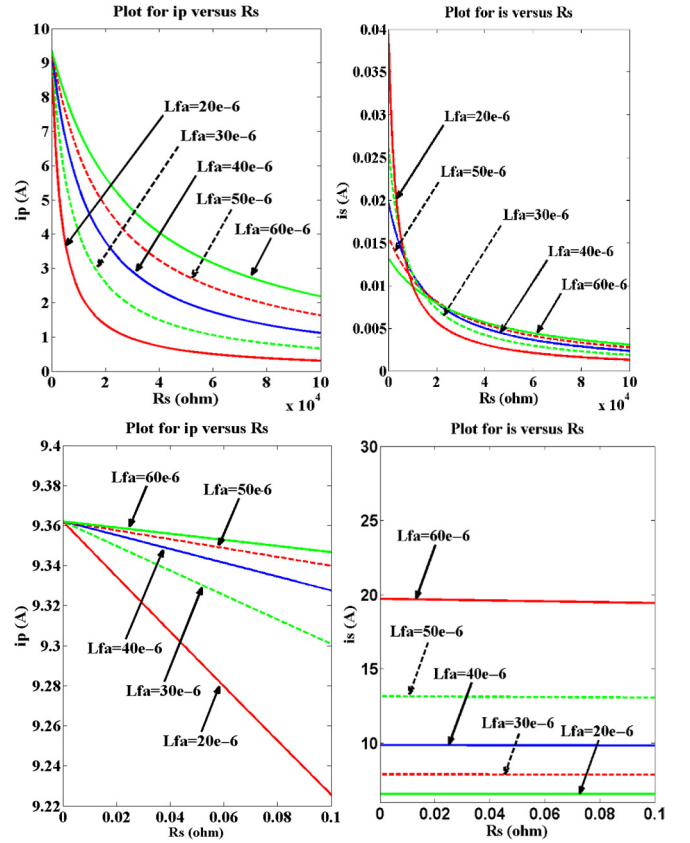 Plot for ip versus Rs
10
9
8
7
6
5
4
3
2
1
0
ip (A)
Lfa=20e-6
Lfa=30e-6
Lfa=40e-6
Lfa=50e-6
Lfa=60e-6
0 2 4 6 8 10
Rs (ohm)
x 10^4
Plot for is versus Rs
0.04
0.035
0.03
0.025
0.02
0.015
0.01
0.005
0
is (A)
Lfa=20e-6
Lfa=50e-6
Lfa=30e-6
Lfa=40e-6
Lfa=60e-6
0 2 4 6 8 10
Rs (ohm)
x 10^4
Plot for ip versus Rs
9.4
9.38
9.36
9.34
9.32
9.3
9.28
9.26
9.24
9.22
ip (A)
Lfa=60e-6
Lfa=50e-6
Lfa=40e-6
Lfa=30e-6
Lfa=20e-6
0 0.02 0.04 0.06 0.08 0.1
Rs (ohm)
Plot for is versus Rs
30
25
20
15
10
is (A)
Lfa=60e-6
Lfa=50e-6
Lfa=40e-6
Lfa=30e-6
Lfa=20e-6
0 0.02 0.04 0.06 0.08 0.1
Rs (ohm)